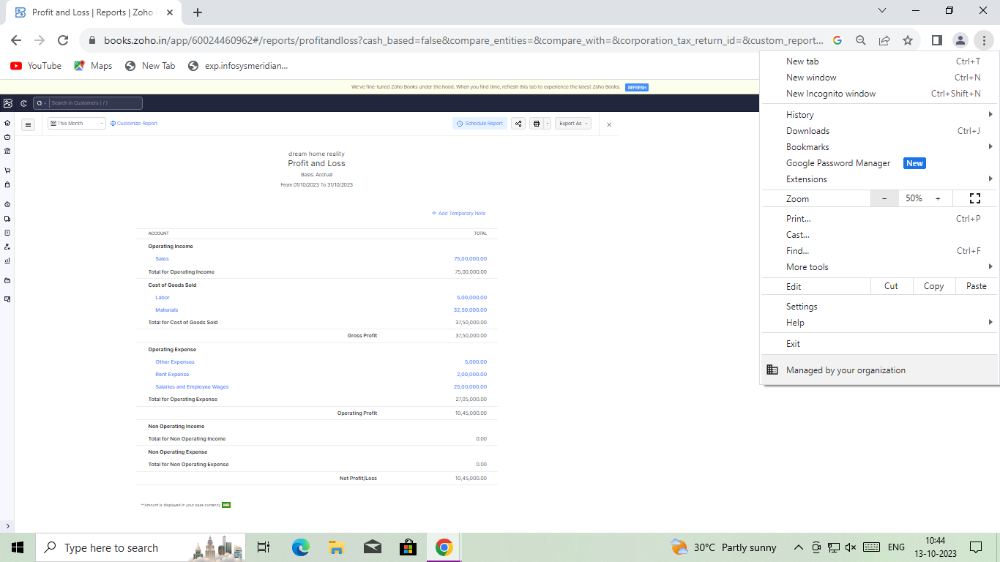 Profit and Loss | Reports | Zoho
books.zoho.in/app/60024460962#/reports/profitandloss?cash_based=false&compare_entities=&compare_with=&corporation_tax_return_id=&custom_report...
YouTube Maps New Tab exp.infosysmeridian...
We've fine-tuned Zoho Books under the hood. When you find time, refresh this tab to experience the latest Zoho Books. REFRESH
Search in Customers ( / )
This Month Customize Report Schedule Report Export As
dream home reality
Profit and Loss
Basis: Accrual
From 01/10/2023 To 31/10/2023
+ Add Temporary Note
ACCOUNT TOTAL
Operating Income
Sales 75,00,000.00
Total for Operating Income 75,00,000.00
Cost of Goods Sold
Labor 5,00,000.00
Materials 32,50,000.00
Total for Cost of Goods Sold 37,50,000.00
Gross Profit 37,50,000.00
Operating Expense
Other Expenses 5,000.00
Rent Expense 2,00,000.00
Salaries and Employee Wages 25,00,000.00
Total for Operating Expense 27,05,000.00
Operating Profit 10,45,000.00
Non Operating Income
Total for Non Operating Income 0.00
Non Operating Expense
Total for Non Operating Expense 0.00
Net Profit/Loss 10,45,000.00
**Amount is displayed in your base currency INR
New tab Ctrl+T
New window Ctrl+N
New Incognito window Ctrl+Shift+N
History
Downloads Ctrl+J
Bookmarks
Google Password Manager New
Extensions
Zoom − 50% +
Print... Ctrl+P
Cast...
Find... Ctrl+F
More tools
Edit Cut Copy Paste
Settings
Help
Exit
Managed by your organization
Type here to search
30°C Partly sunny
ENG
10:44
13-10-2023